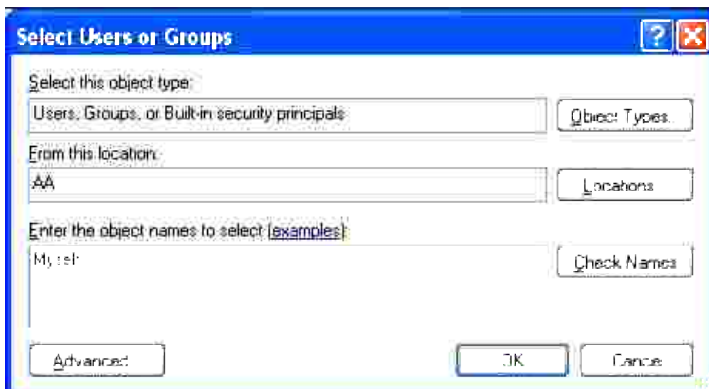 Select Users or Groups
Select this object type:
Users, Groups, or Built-in security principals
Object Types...
From this location:
AA
Locations...
Enter the object names to select (examples):
Myself
Check Names
Advanced...
OK
Cancel